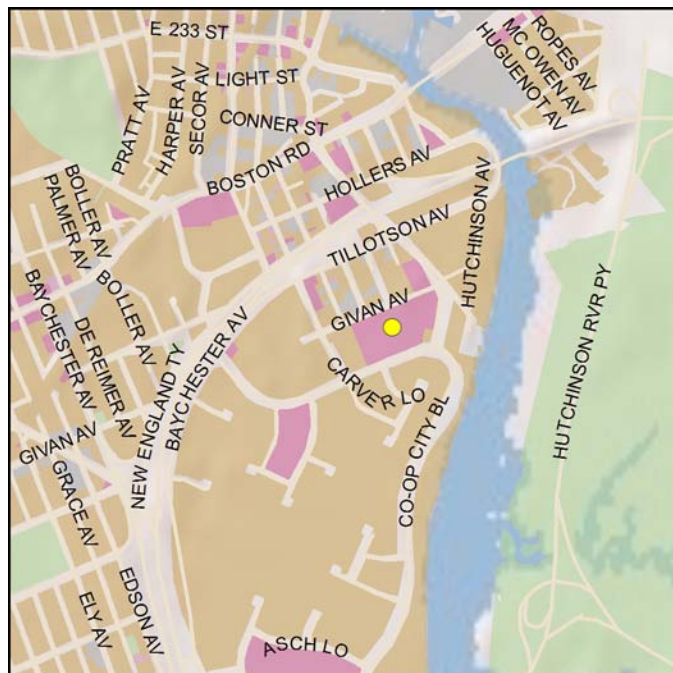 E 233 ST
ROPES AV
MC OWEN AV
HUGUENOT AV
LIGHT ST
PRATT AV
HARPER AV
SECOR AV
CONNER ST
BOSTON RD
HOLLERS AV
BOLLER AV
PALMER AV
TILLOTSON AV
HUTCHINSON AV
BAYCHESTER AV
DE REIMER AV
BOLLER AV
GIVAN AV
HUTCHINSON RVR PY
NEW ENGLAND TY
BAYCHESTER AV
CARVER LO
GIVAN AV
CO-OP CITY BL
GRACE AV
ELY AV
EDSON AV
ASCH LO